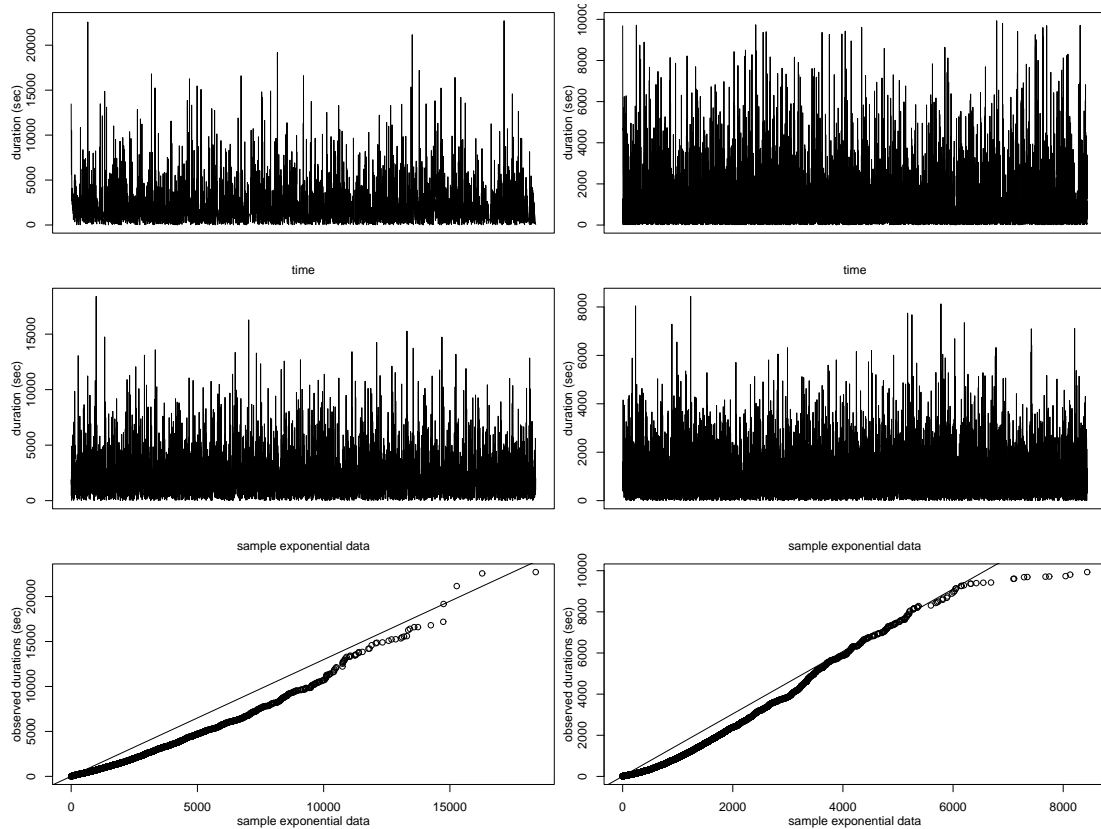 duration (sec)
0 5000 10000 15000 20000
time
duration (sec)
0 2000 4000 6000 8000 10000
time
duration (sec)
0 5000 10000 15000
sample exponential data
duration (sec)
0 2000 4000 6000 8000
sample exponential data
observed durations (sec)
0 5000 10000 15000 20000
0 5000 10000 15000
sample exponential data
observed durations (sec)
0 2000 4000 6000 8000 10000
0 2000 4000 6000 8000
sample exponential data